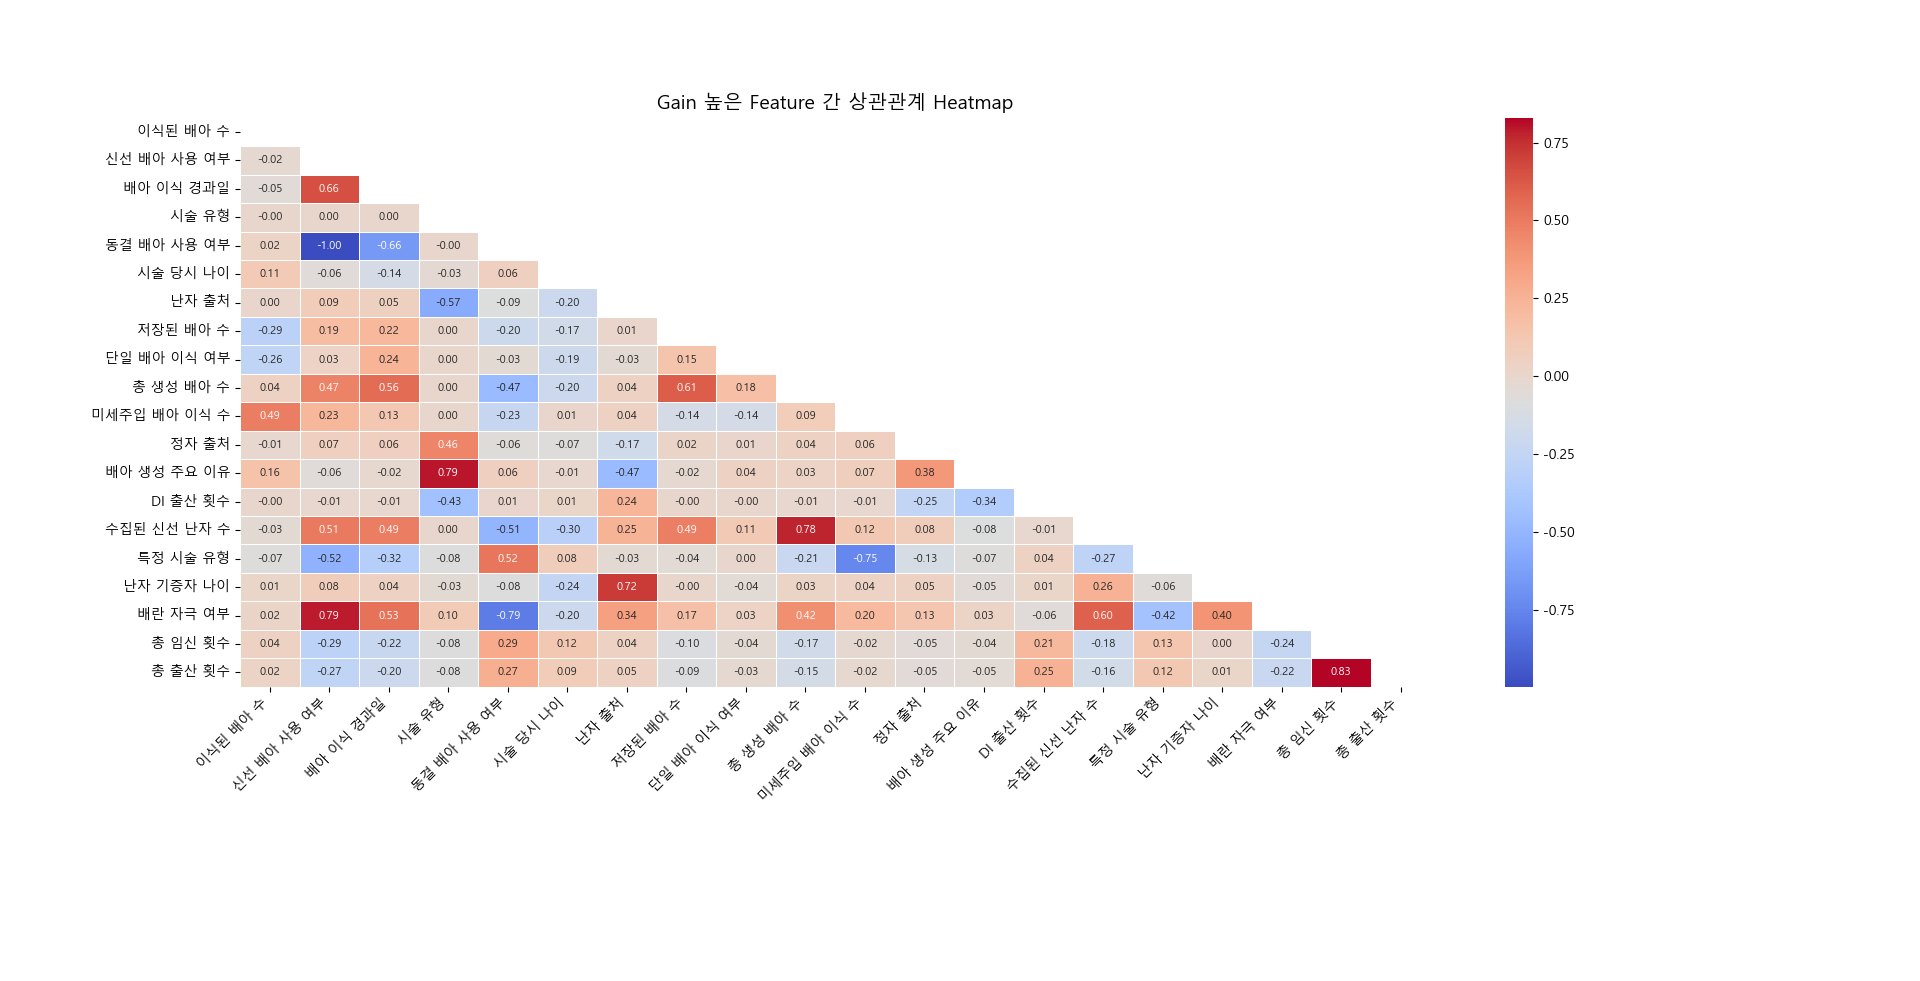 Gain 높은 Feature 간 상관관계 Heatmap
이식된 배아 수
신선 배아 사용 여부 -0.02
배아 이식 경과일 -0.05 0.66
시술 유형 -0.00 0.00 0.00
동결 배아 사용 여부 0.02 -1.00 -0.66 -0.00
시술 당시 나이 0.11 -0.06 -0.14 -0.03 0.06
난자 출처 0.00 0.09 0.05 -0.57 -0.09 -0.20
저장된 배아 수 -0.29 0.19 0.22 0.00 -0.20 -0.17 0.01
단일 배아 이식 여부 -0.26 0.03 0.24 0.00 -0.03 -0.19 -0.03 0.15
총 생성 배아 수 0.04 0.47 0.56 0.00 -0.47 -0.20 0.04 0.61 0.18
미세주입 배아 이식 수 0.49 0.23 0.13 0.00 -0.23 0.01 0.04 -0.14 -0.14 0.09
정자 출처 -0.01 0.07 0.06 0.46 -0.06 -0.07 -0.17 0.02 0.01 0.04 0.06
배아 생성 주요 이유 0.16 -0.06 -0.02 0.79 0.06 -0.01 -0.47 -0.02 0.04 0.03 0.07 0.38
DI 출산 횟수 -0.00 -0.01 -0.01 -0.43 0.01 0.01 0.24 -0.00 -0.00 -0.01 -0.01 -0.25 -0.34
수집된 신선 난자 수 -0.03 0.51 0.49 0.00 -0.51 -0.30 0.25 0.49 0.11 0.78 0.12 0.08 -0.08 -0.01
특정 시술 유형 -0.07 -0.52 -0.32 -0.08 0.52 0.08 -0.03 -0.04 0.00 -0.21 -0.75 -0.13 -0.07 0.04 -0.27
난자 기증자 나이 0.01 0.08 0.04 -0.03 -0.08 -0.24 0.72 -0.00 -0.04 0.03 0.04 0.05 -0.05 0.01 0.26 -0.06
배란 자극 여부 0.02 0.79 0.53 0.10 -0.79 -0.20 0.34 0.17 0.03 0.42 0.20 0.13 0.03 -0.06 0.60 -0.42 0.40
총 임신 횟수 0.04 -0.29 -0.22 -0.08 0.29 0.12 0.04 -0.10 -0.04 -0.17 -0.02 -0.05 -0.04 0.21 -0.18 0.13 0.00 -0.24
총 출산 횟수 0.02 -0.27 -0.20 -0.08 0.27 0.09 0.05 -0.09 -0.03 -0.15 -0.02 -0.05 -0.05 0.25 -0.16 0.12 0.01 -0.22 0.83
이식된 배아 수
신선 배아 사용 여부
배아 이식 경과일
시술 유형
동결 배아 사용 여부
시술 당시 나이
난자 출처
저장된 배아 수
단일 배아 이식 여부
총 생성 배아 수
미세주입 배아 이식 수
정자 출처
배아 생성 주요 이유
DI 출산 횟수
수집된 신선 난자 수
특정 시술 유형
난자 기증자 나이
배란 자극 여부
총 임신 횟수
총 출산 횟수
0.75
0.50
0.25
0.00
-0.25
-0.50
-0.75